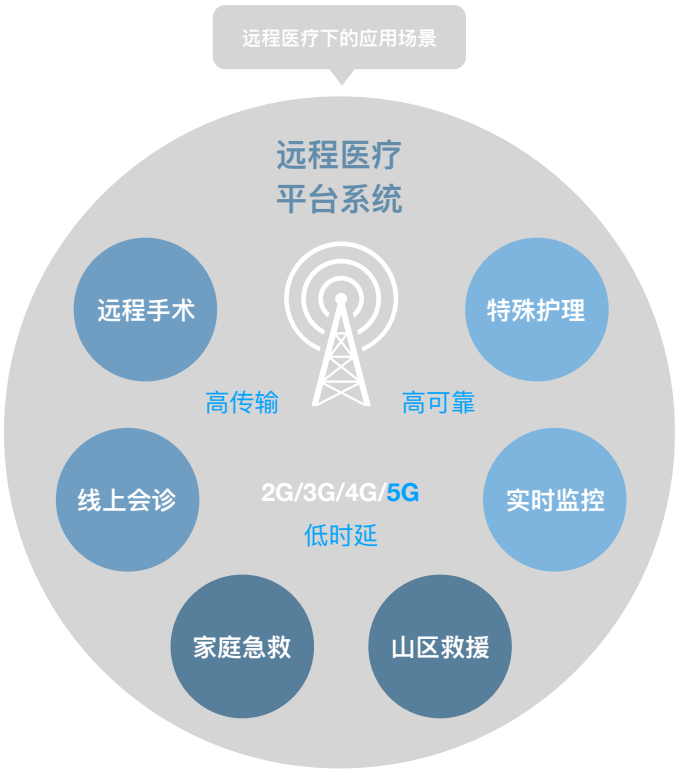 远程医疗下的应用场景
远程医疗
平台系统
远程手术
特殊护理
高传输
高可靠
线上会诊
2G/3G/4G/5G
实时监控
低时延
家庭急救
山区救援